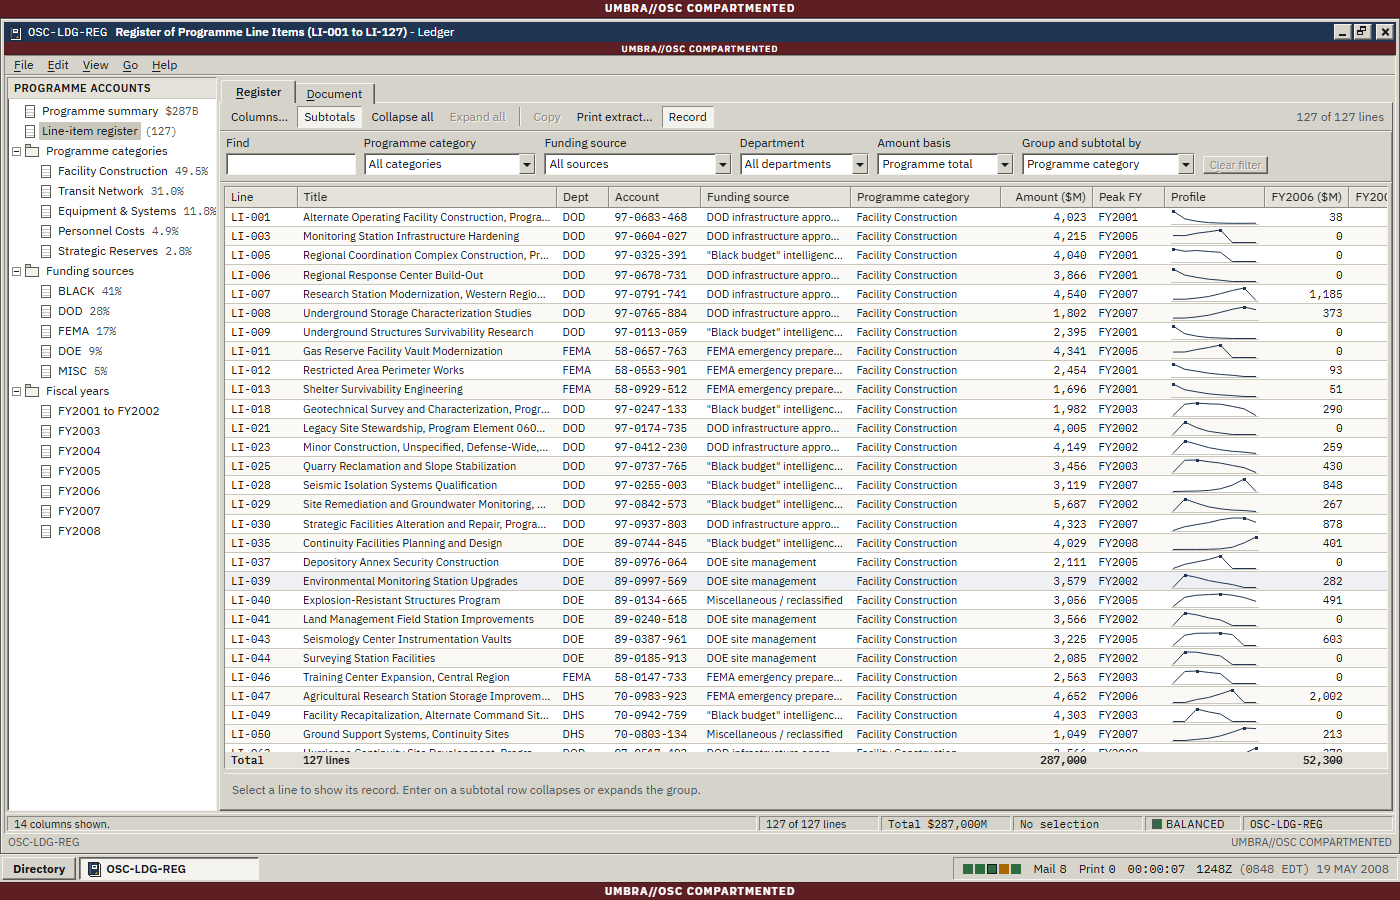 UMBRA//OSC COMPARTMENTED
OSC-LDG-REG Register of Programme Line Items (LI-001 to LI-127) - Ledger
UMBRA//OSC COMPARTMENTED
File Edit View Go Help
PROGRAMME ACCOUNTS
Programme summary $287B
Line-item register (127)
Programme categories
Facility Construction 49.5%
Transit Network 31.0%
Equipment & Systems 11.8%
Personnel Costs 4.9%
Strategic Reserves 2.8%
Funding sources
BLACK 41%
DOD 28%
FEMA 17%
DOE 9%
MISC 5%
Fiscal years
FY2001 to FY2002
FY2003
FY2004
FY2005
FY2006
FY2007
FY2008
Register Document
Columns... Subtotals Collapse all Expand all Copy Print extract... Record 127 of 127 lines
Find Programme category Funding source Department Amount basis Group and subtotal by
All categories All sources All departments Programme total Programme category Clear filter
Line Title Dept Account Funding source Programme category Amount ($M) Peak FY Profile FY2006 ($M) FY200
LI-001 Alternate Operating Facility Construction, Progra... DOD 97-0683-468 DOD infrastructure appro... Facility Construction 4,023 FY2001 38
LI-003 Monitoring Station Infrastructure Hardening DOD 97-0604-027 DOD infrastructure appro... Facility Construction 4,215 FY2005 0
LI-005 Regional Coordination Complex Construction, Pr... DOD 97-0325-391 "Black budget" intelligenc... Facility Construction 4,040 FY2001 0
LI-006 Regional Response Center Build-Out DOD 97-0678-731 DOD infrastructure appro... Facility Construction 3,866 FY2001 0
LI-007 Research Station Modernization, Western Regio... DOD 97-0791-741 DOD infrastructure appro... Facility Construction 4,540 FY2007 1,185
LI-008 Underground Storage Characterization Studies DOD 97-0765-884 DOD infrastructure appro... Facility Construction 1,802 FY2007 373
LI-009 Underground Structures Survivability Research DOD 97-0113-059 "Black budget" intelligenc... Facility Construction 2,395 FY2001 0
LI-011 Gas Reserve Facility Vault Modernization FEMA 58-0657-763 FEMA emergency prepare... Facility Construction 4,341 FY2005 0
LI-012 Restricted Area Perimeter Works FEMA 58-0553-901 FEMA emergency prepare... Facility Construction 2,454 FY2001 93
LI-013 Shelter Survivability Engineering FEMA 58-0929-512 FEMA emergency prepare... Facility Construction 1,696 FY2001 51
LI-018 Geotechnical Survey and Characterization, Progr... DOD 97-0247-133 "Black budget" intelligenc... Facility Construction 1,982 FY2003 290
LI-021 Legacy Site Stewardship, Program Element 060... DOD 97-0174-735 DOD infrastructure appro... Facility Construction 4,005 FY2002 0
LI-023 Minor Construction, Unspecified, Defense-Wide,... DOD 97-0412-230 DOD infrastructure appro... Facility Construction 4,149 FY2002 259
LI-025 Quarry Reclamation and Slope Stabilization DOD 97-0737-765 "Black budget" intelligenc... Facility Construction 3,456 FY2003 430
LI-028 Seismic Isolation Systems Qualification DOD 97-0255-003 "Black budget" intelligenc... Facility Construction 3,119 FY2007 848
LI-029 Site Remediation and Groundwater Monitoring, ... DOD 97-0842-573 "Black budget" intelligenc... Facility Construction 5,687 FY2002 267
LI-030 Strategic Facilities Alteration and Repair, Progra... DOD 97-0937-803 DOD infrastructure appro... Facility Construction 4,323 FY2007 878
LI-035 Continuity Facilities Planning and Design DOE 89-0744-845 "Black budget" intelligenc... Facility Construction 4,029 FY2008 401
LI-037 Depository Annex Security Construction DOE 89-0976-064 DOE site management Facility Construction 2,111 FY2005 0
LI-039 Environmental Monitoring Station Upgrades DOE 89-0997-569 DOE site management Facility Construction 3,579 FY2002 282
LI-040 Explosion-Resistant Structures Program DOE 89-0134-665 Miscellaneous / reclassified Facility Construction 3,056 FY2005 491
LI-041 Land Management Field Station Improvements DOE 89-0240-518 DOE site management Facility Construction 3,566 FY2002 0
LI-043 Seismology Center Instrumentation Vaults DOE 89-0387-961 DOE site management Facility Construction 3,225 FY2005 603
LI-044 Surveying Station Facilities DOE 89-0185-913 DOE site management Facility Construction 2,085 FY2002 0
LI-046 Training Center Expansion, Central Region FEMA 58-0147-733 FEMA emergency prepare... Facility Construction 2,563 FY2003 0
LI-047 Agricultural Research Station Storage Improvem... DHS 70-0983-923 FEMA emergency prepare... Facility Construction 4,652 FY2006 2,002
LI-049 Facility Recapitalization, Alternate Command Sit... DHS 70-0942-759 "Black budget" intelligenc... Facility Construction 4,303 FY2003 0
LI-050 Ground Support Systems, Continuity Sites DHS 70-0803-134 Miscellaneous / reclassified Facility Construction 1,049 FY2007 213
Total 127 lines 287,000 52,300
Select a line to show its record. Enter on a subtotal row collapses or expands the group.
14 columns shown. 127 of 127 lines Total $287,000M No selection BALANCED OSC-LDG-REG
OSC-LDG-REG UMBRA//OSC COMPARTMENTED
Directory OSC-LDG-REG Mail 8 Print 0 00:00:07 1248Z (0848 EDT) 19 MAY 2008
UMBRA//OSC COMPARTMENTED